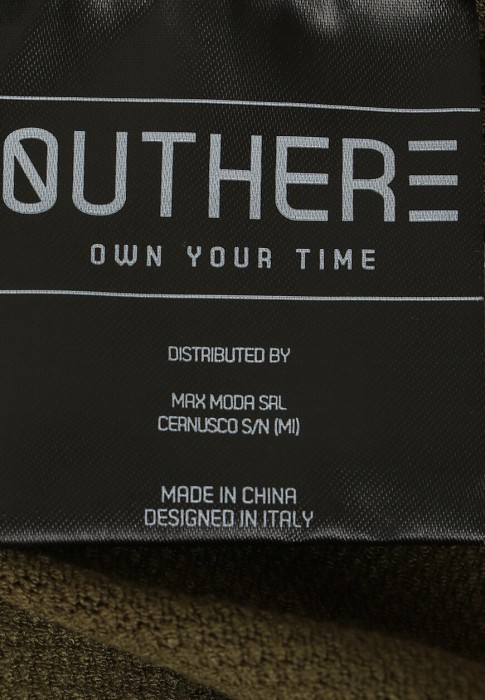 OUTHERE
OWN YOUR TIME
DISTRIBUTED BY
MAX MODA SRL
CERNUSCO S/N (MI)
MADE IN CHINA
DESIGNED IN ITALY